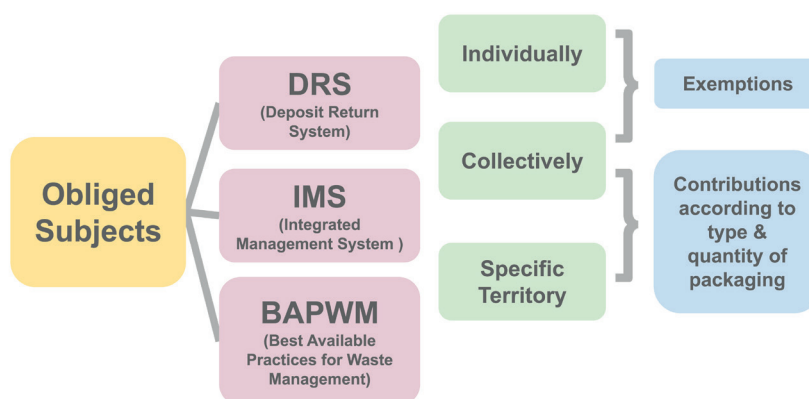 Obliged
Subjects
DRS
(Deposit Return
System)
IMS
(Integrated
Management System )
BAPWM
(Best Available
Practices for Waste
Management)
Individually
Collectively
Specific
Territory
Exemptions
Contributions
according to
type &
quantity of
packaging